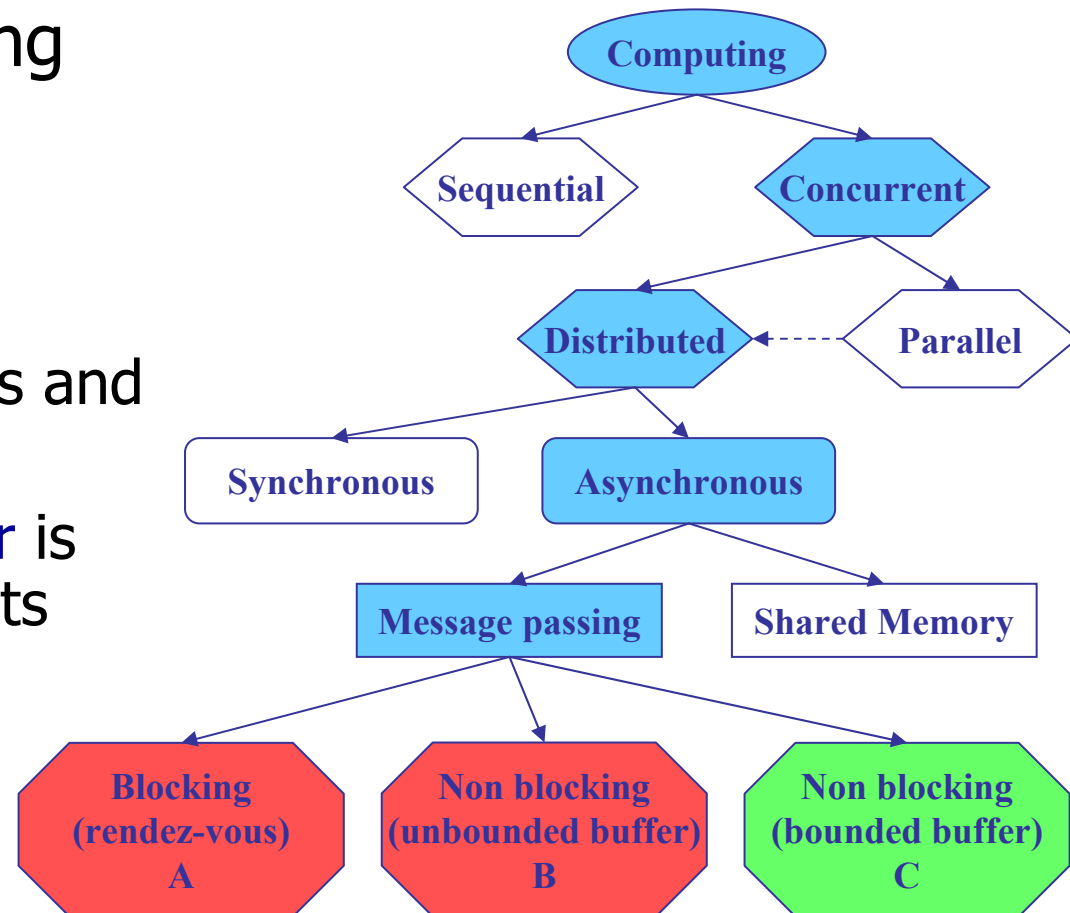 ng
Computing
Sequential
Concurrent
Distributed
Parallel
s and
Synchronous
Asynchronous
r is
ts
Message passing
Shared Memory
Blocking
(rendez-vous)
A
Non blocking
(unbounded buffer)
B
Non blocking
(bounded buffer)
C